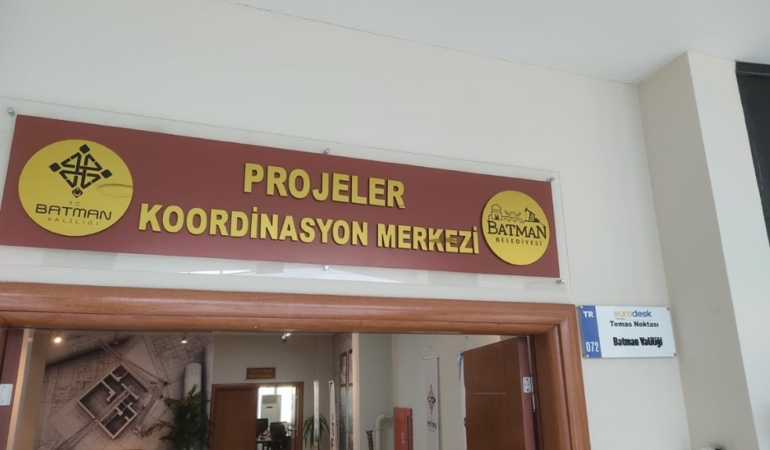 PROJELER
KOORDİNASYON MERKEZİ
T.C.
BATMAN
VALİLİĞİ
BATMAN
BELEDİYESİ
TR
072
eurodesk
Temas Noktası
Batman Valiliği